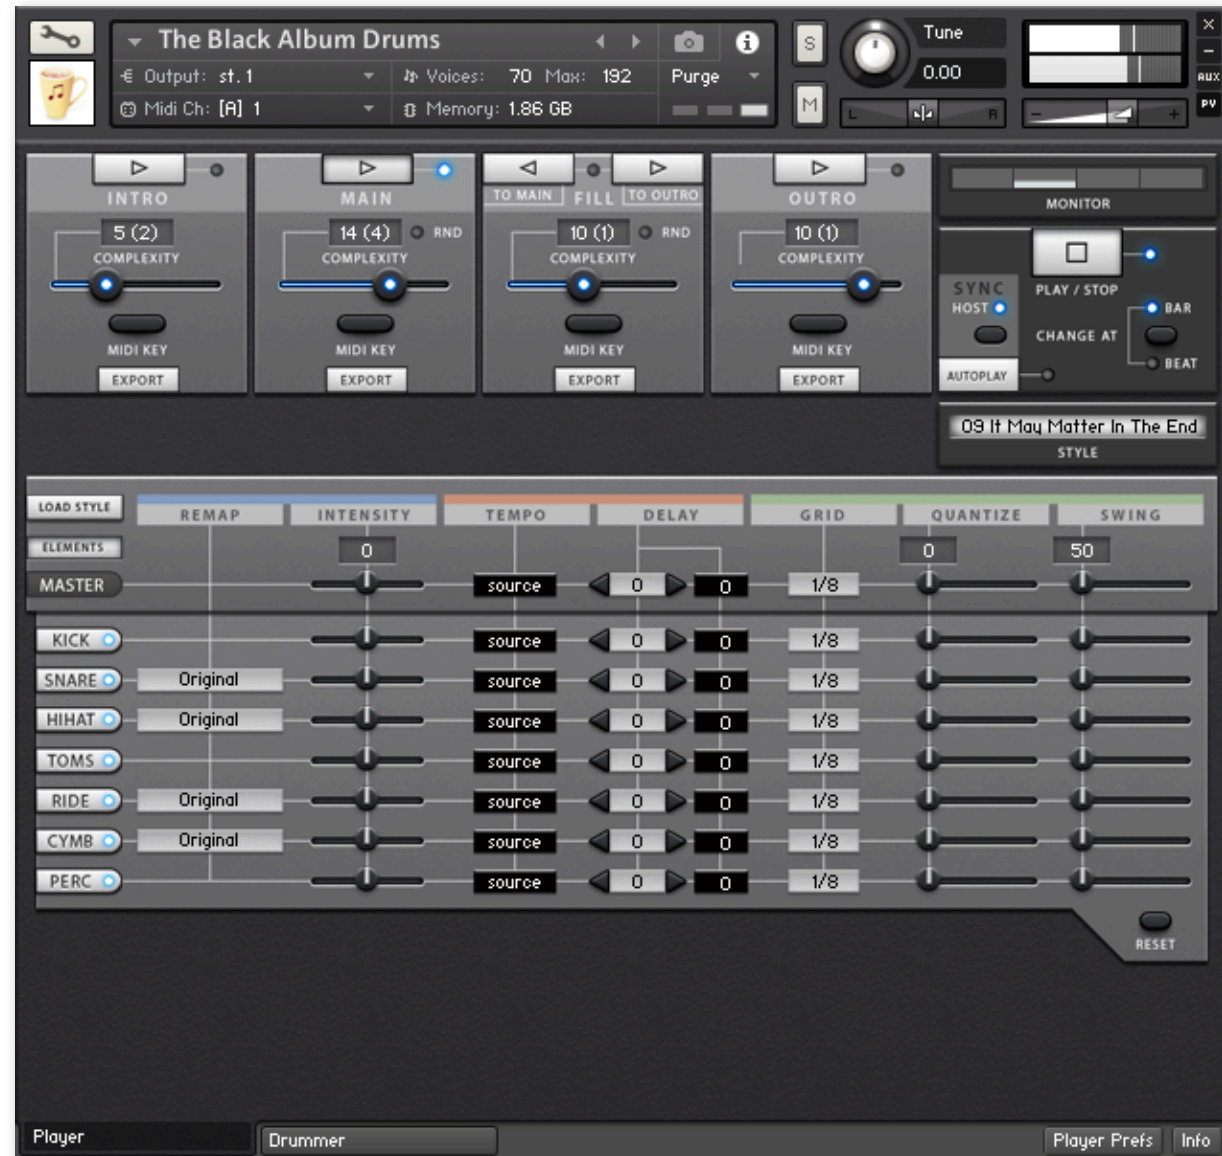 The Black Album Drums
S
Tune
×
Output: st. 1
Voices: 70 Max: 192
Purge
0.00
AUX
Midi Ch: [A] 1
Memory: 1.86 GB
M
L
R
-
+
PV
INTRO
MAIN
TO MAIN
FILL
TO OUTRO
OUTRO
MONITOR
5 (2)
14 (4)
RND
10 (1)
RND
10 (1)
COMPLEXITY
COMPLEXITY
COMPLEXITY
COMPLEXITY
SYNC
PLAY / STOP
HOST
BAR
MIDI KEY
MIDI KEY
MIDI KEY
MIDI KEY
CHANGE AT
EXPORT
EXPORT
EXPORT
EXPORT
AUTOPLAY
BEAT
09 It May Matter In The End
STYLE
LOAD STYLE
REMAP
INTENSITY
TEMPO
DELAY
GRID
QUANTIZE
SWING
ELEMENTS
0
0
50
MASTER source 0 0 1/8
KICK source 0 0 1/8
SNARE Original source 0 0 1/8
HIHAT Original source 0 0 1/8
TOMS source 0 0 1/8
RIDE Original source 0 0 1/8
CYMB Original source 0 0 1/8
PERC source 0 0 1/8
RESET
Player
Drummer
Player Prefs
Info